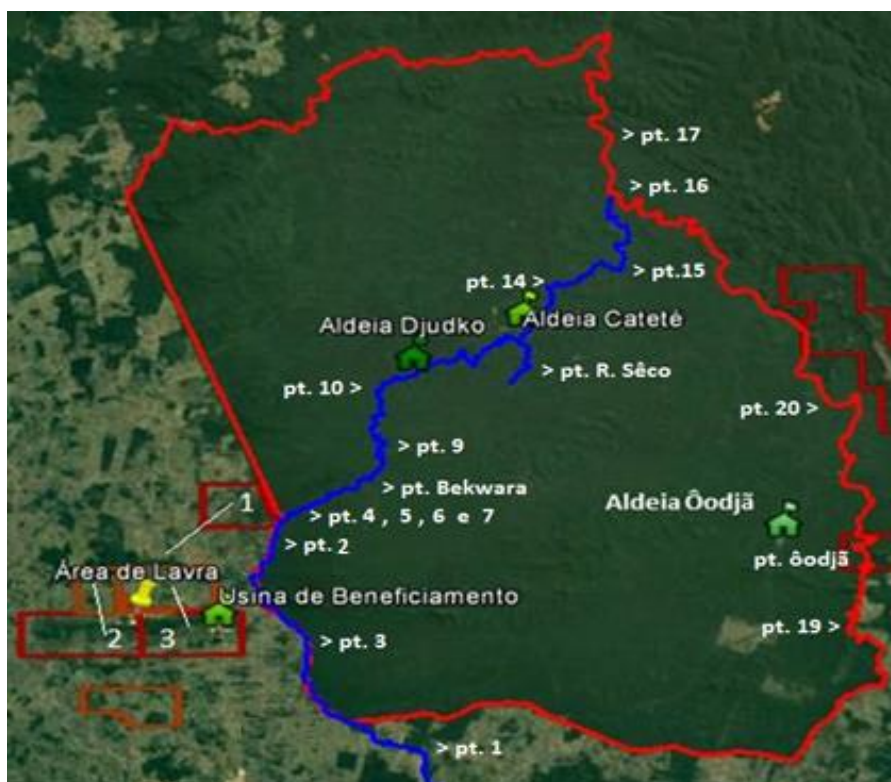 > pt. 17
> pt. 16
> pt.15
pt. 14 >
Aldeia Djudko
Aldeia Cateté
> pt. R. Sêco
pt. 10 >
pt. 20 >
> pt. 9
> pt. Bekwara
Aldeia Ôodjã
1
> pt. 4 , 5 , 6 e 7
> pt. 2
pt. ôodjã
Área de Lavra
Usina de Beneficiamento
2
3
pt. 19 >
> pt. 3
> pt. 1